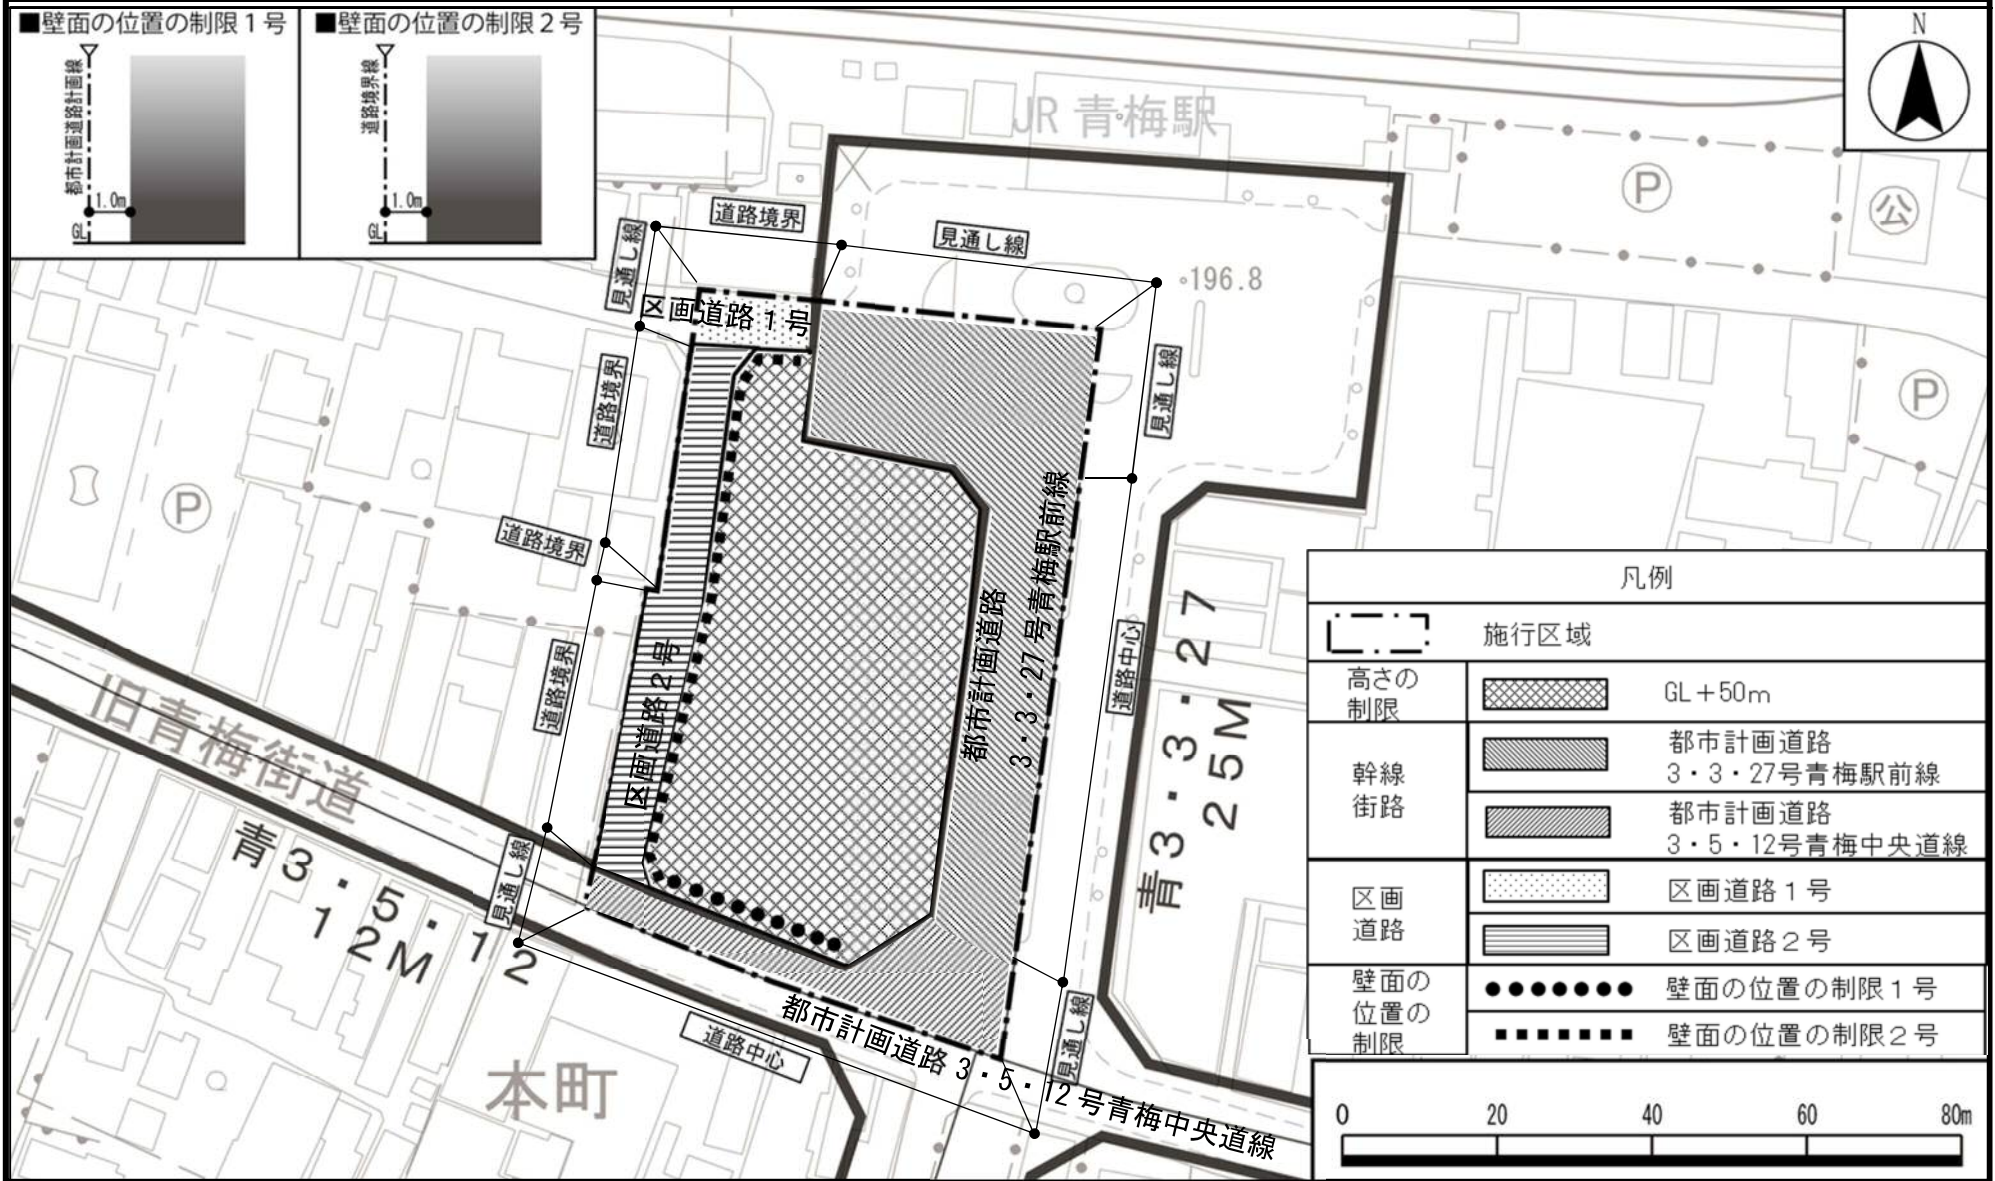 ■壁面の位置の制限１号
都市計画道路計画線
1.0m
GL
■壁面の位置の制限２号
道路境界線
1.0m
GL
N
JR 青梅駅
P
公
196.8
P
P
道路境界
見通し線
見通し線
区画道路１号
道路境界
見通し線
道路境界
道路境界
区画道路２号
都市計画道路
３・３・27号青梅駅前線
道路中心
青３・３・２７
２５Ｍ
旧青梅街道
青３・５・１２
１２Ｍ
見通し線
都市計画道路３・５・12号青梅中央道線
道路中心
見通し線
本町
凡例
施行区域
高さの
制限
GL＋50m
幹線
街路
都市計画道路
３・３・27号青梅駅前線
都市計画道路
３・５・12号青梅中央道線
区画
道路
区画道路１号
区画道路２号
壁面の
位置の
制限
壁面の位置の制限１号
壁面の位置の制限２号
0 20 40 60 80m